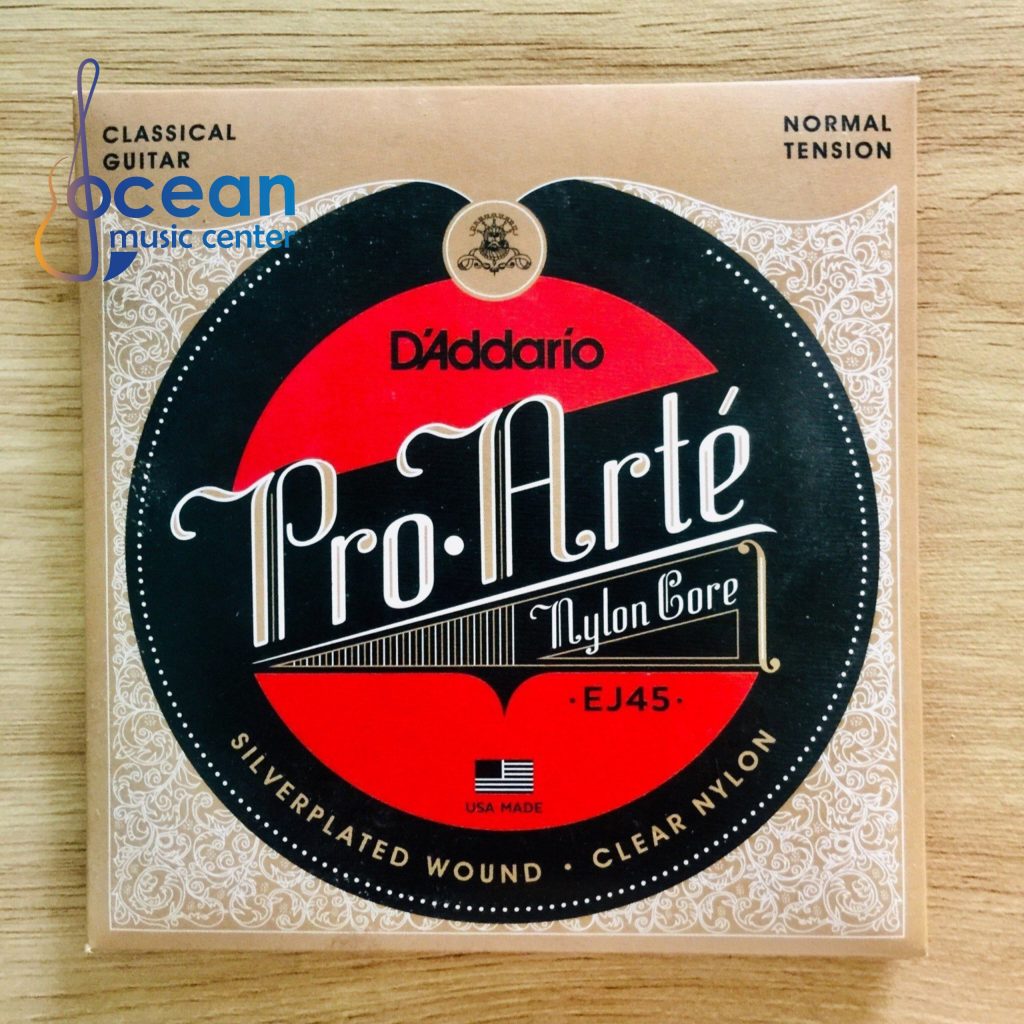 CLASSICAL
GUITAR
NORMAL
TENSION
ocean
music center
D'Addario
Pro·Arté
Nylon Core
·EJ45·
USA MADE
SILVERPLATED WOUND · CLEAR NYLON